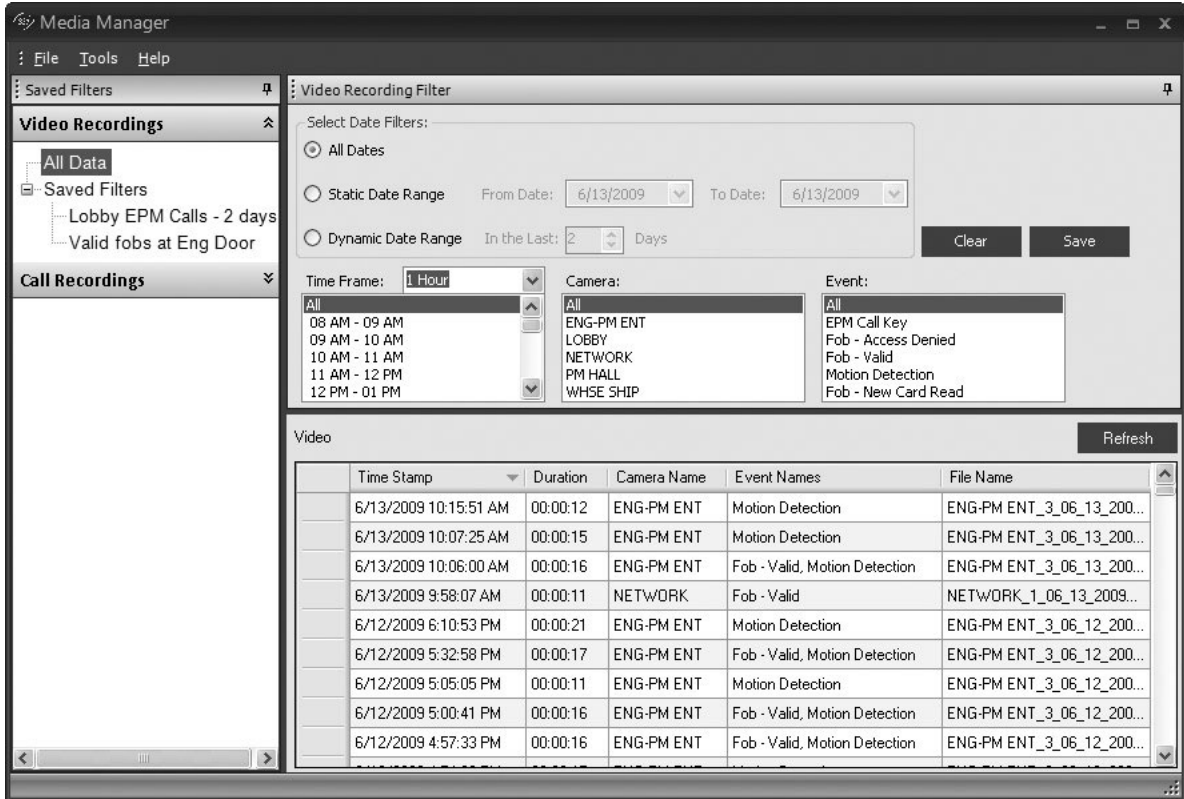 Media Manager
File Tools Help
Saved Filters
Video Recordings
All Data
Saved Filters
Lobby EPM Calls - 2 days
Valid fobs at Eng Door
Call Recordings
Video Recording Filter
Select Date Filters:
All Dates
Static Date Range From Date: 6/13/2009 To Date: 6/13/2009
Dynamic Date Range In the Last: 2 Days
Clear Save
Time Frame: 1 Hour
All
08 AM - 09 AM
09 AM - 10 AM
10 AM - 11 AM
11 AM - 12 PM
12 PM - 01 PM
Camera:
All
ENG-PM ENT
LOBBY
NETWORK
PM HALL
WHSE SHIP
Event:
All
EPM Call Key
Fob - Access Denied
Fob - Valid
Motion Detection
Fob - New Card Read
Video
Refresh
Time Stamp Duration Camera Name Event Names File Name
6/13/2009 10:15:51 AM 00:00:12 ENG-PM ENT Motion Detection ENG-PM ENT_3_06_13_200...
6/13/2009 10:07:25 AM 00:00:15 ENG-PM ENT Motion Detection ENG-PM ENT_3_06_13_200...
6/13/2009 10:06:00 AM 00:00:16 ENG-PM ENT Fob - Valid, Motion Detection ENG-PM ENT_3_06_13_200...
6/13/2009 9:58:07 AM 00:00:11 NETWORK Fob - Valid NETWORK_1_06_13_2009...
6/12/2009 6:10:53 PM 00:00:21 ENG-PM ENT Motion Detection ENG-PM ENT_3_06_12_200...
6/12/2009 5:32:58 PM 00:00:17 ENG-PM ENT Fob - Valid, Motion Detection ENG-PM ENT_3_06_12_200...
6/12/2009 5:05:05 PM 00:00:11 ENG-PM ENT Motion Detection ENG-PM ENT_3_06_12_200...
6/12/2009 5:00:41 PM 00:00:16 ENG-PM ENT Fob - Valid, Motion Detection ENG-PM ENT_3_06_12_200...
6/12/2009 4:57:33 PM 00:00:16 ENG-PM ENT Fob - Valid, Motion Detection ENG-PM ENT_3_06_12_200...